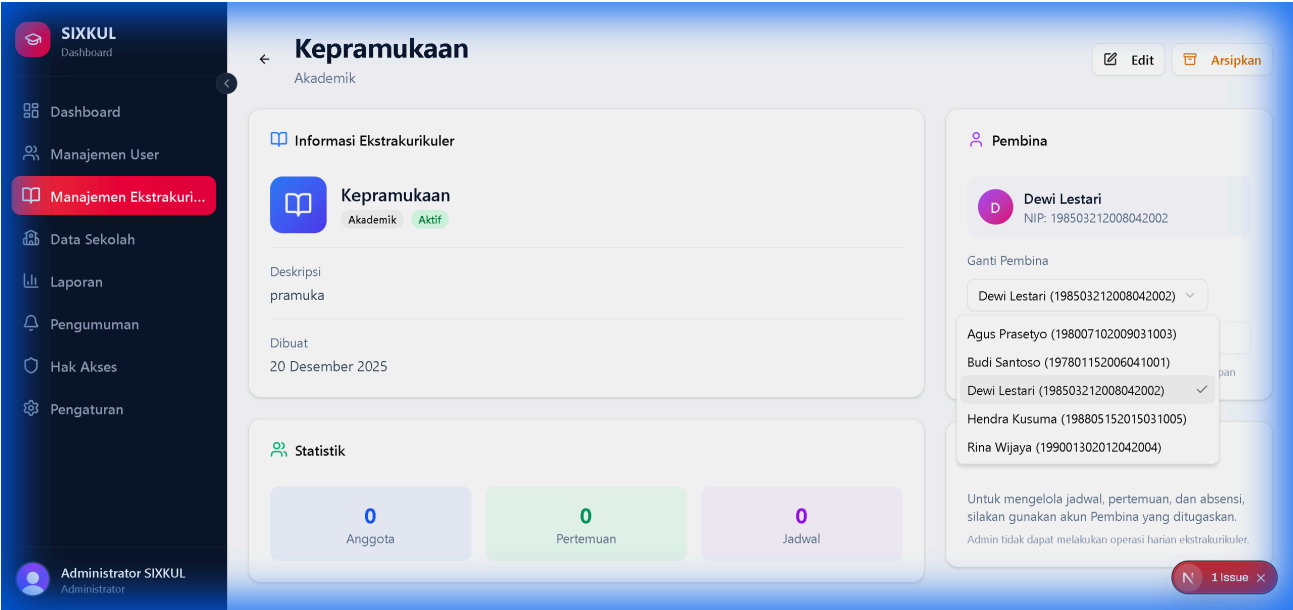 SIXKUL
Dashboard
Dashboard
Manajemen User
Manajemen Ekstrakuri...
Data Sekolah
Laporan
Pengumuman
Hak Akses
Pengaturan
Administrator SIXKUL
Administrator
Kepramukaan
Akademik
Edit
Arsipkan
Informasi Ekstrakurikuler
Kepramukaan
Akademik
Aktif
Deskripsi
pramuka
Dibuat
20 Desember 2025
Statistik
0
Anggota
0
Pertemuan
0
Jadwal
Pembina
D
Dewi Lestari
NIP: 198503212008042002
Ganti Pembina
Dewi Lestari (198503212008042002)
Agus Prasetyo (198007102009031003)
Budi Santoso (197801152006041001)
Dewi Lestari (198503212008042002)
Hendra Kusuma (198805152015031005)
Rina Wijaya (199001302012042004)
Untuk mengelola jadwal, pertemuan, dan absensi,
silakan gunakan akun Pembina yang ditugaskan.
Admin tidak dapat melakukan operasi harian ekstrakurikuler.
N
1 Issue